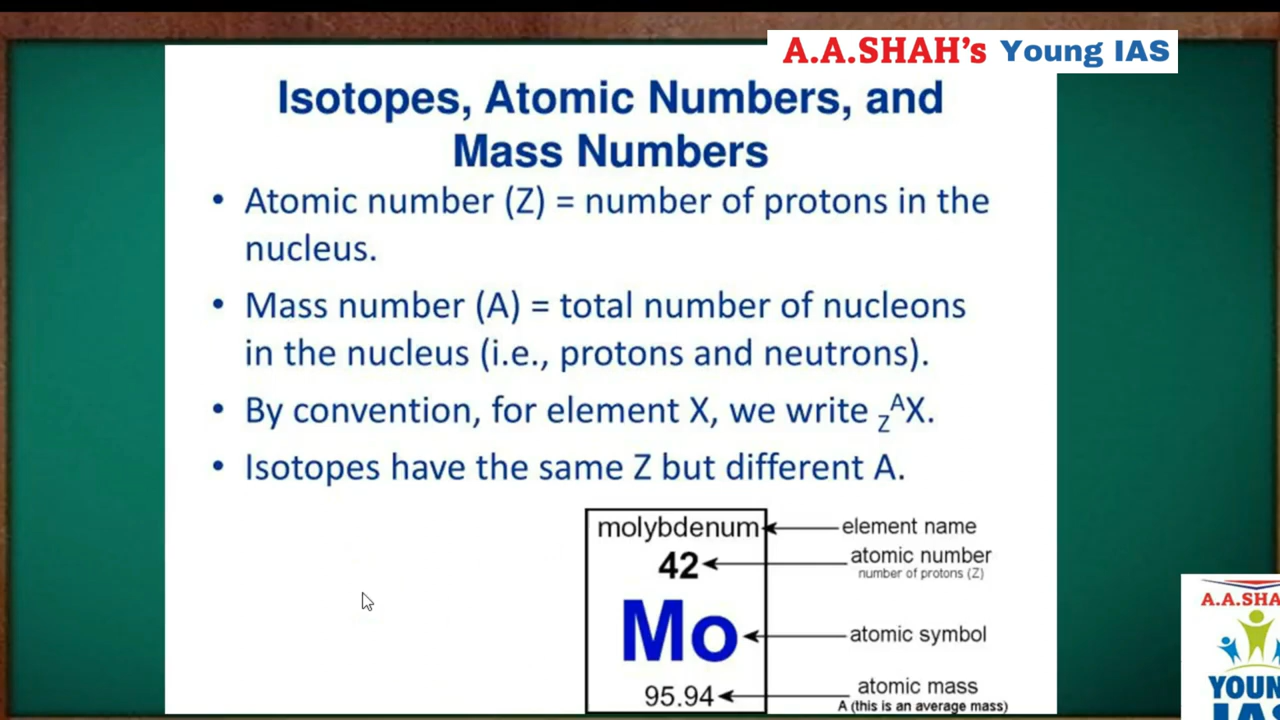 A.A.SHAH's Young IAS
Isotopes, Atomic Numbers, and
Mass Numbers
• Atomic number (Z) = number of protons in the
nucleus.
• Mass number (A) = total number of nucleons
in the nucleus (i.e., protons and neutrons).
• By convention, for element X, we write ZAX.
• Isotopes have the same Z but different A.
molybdenum
element name
42
atomic number
number of protons (Z)
Mo
atomic symbol
95.94
atomic mass
A (this is an average mass)
A.A.SHA
YOUN
IAS